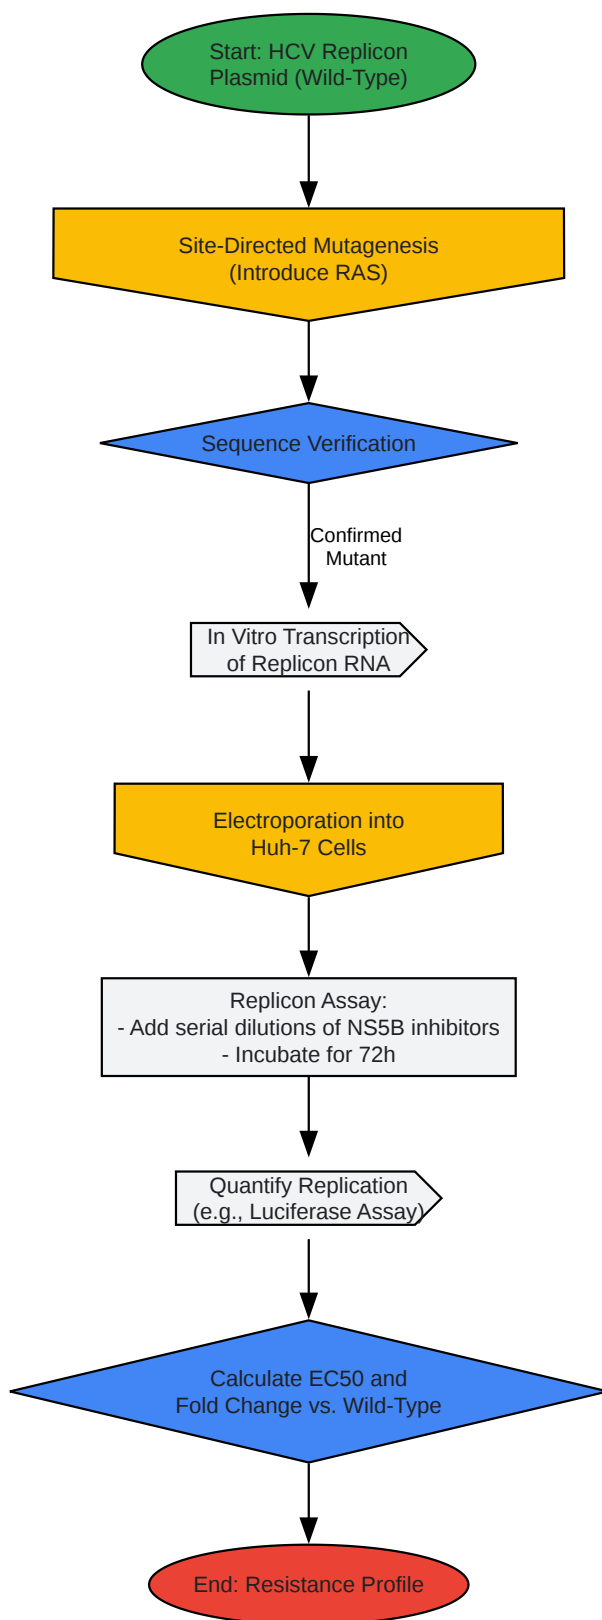 Start: HCV Replicon
Plasmid (Wild-Type)
Site-Directed Mutagenesis
(Introduce RAS)
Sequence Verification
Confirmed
Mutant
In Vitro Transcription
of Replicon RNA
Electroporation into
Huh-7 Cells
Replicon Assay:
- Add serial dilutions of NS5B inhibitors
- Incubate for 72h
Quantify Replication
(e.g., Luciferase Assay)
Calculate EC50 and
Fold Change vs. Wild-Type
End: Resistance Profile